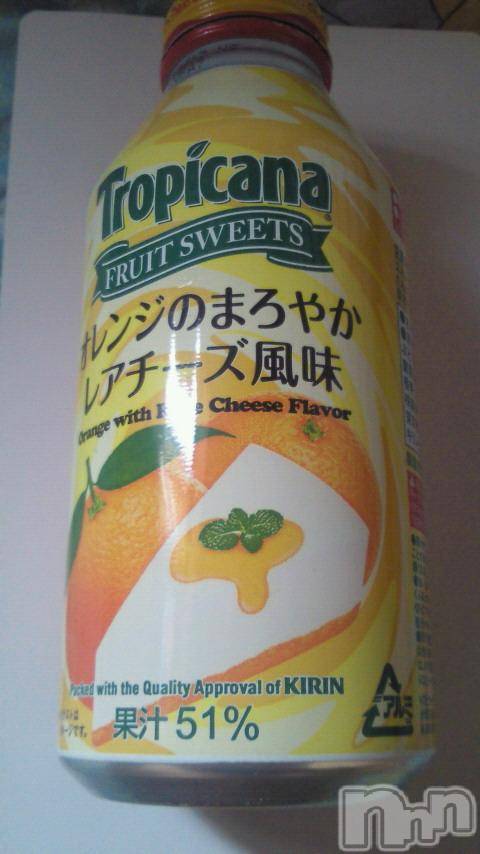 Tropicana
FRUIT SWEETS
オレンジのまろやか
レアチーズ風味
Orange with Rare Cheese Flavor
Packed with the Quality Approval of KIRIN
果汁51%
アルミ
nnn